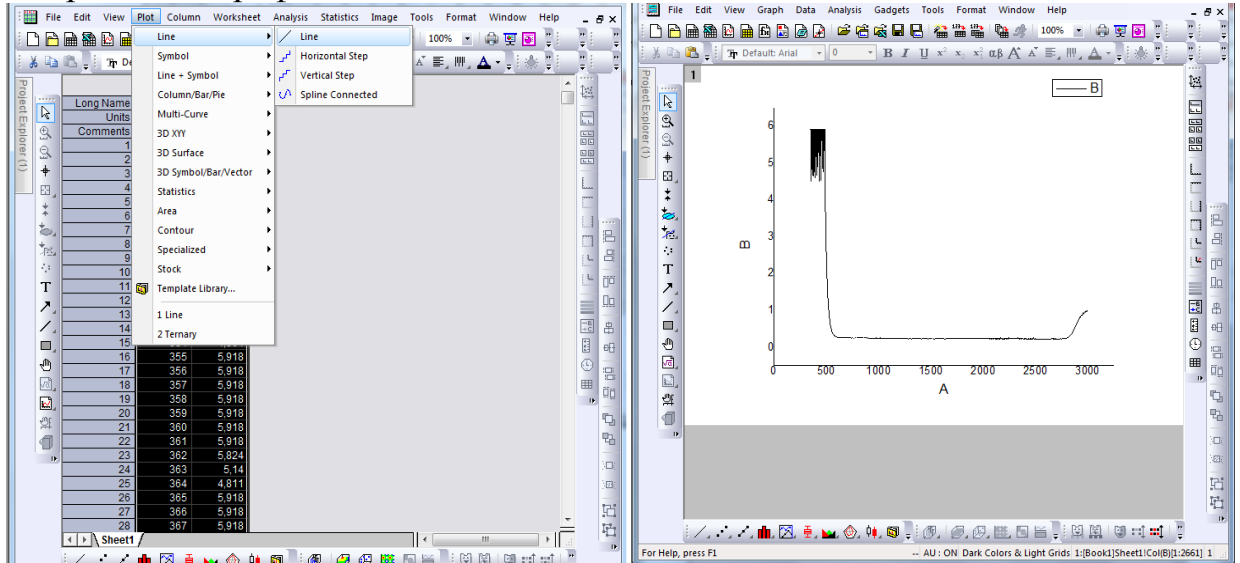 File Edit View Plot Column Worksheet Analysis Statistics Image Tools Format Window Help
100%
Project Explorer (1)
Long Name
Units
Comments
1
2
3
4
5
6
7
8
9
10
11
12
13
14
15
16 355 5,918
17 356 5,918
18 357 5,918
19 358 5,918
20 359 5,918
21 360 5,918
22 361 5,918
23 362 5,824
24 363 5,14
25 364 4,811
26 365 5,918
27 366 5,918
28 367 5,918
Sheet1
Line
Symbol
Line + Symbol
Column/Bar/Pie
Multi-Curve
3D XYY
3D Surface
3D Symbol/Bar/Vector
Statistics
Area
Contour
Specialized
Stock
Template Library...
1 Line
2 Ternary
Line
Horizontal Step
Vertical Step
Spline Connected
File Edit View Graph Data Analysis Gadgets Tools Format Window Help
100%
Default: Arial 0 B I U αβ A A
Project Explorer (1)
1
B
6
5
4
3
2
1
0
B
0 500 1000 1500 2000 2500 3000
A
For Help, press F1 -- AU : ON Dark Colors & Light Grids 1:[Book1]Sheet1!Col(B)[1:2661] 1